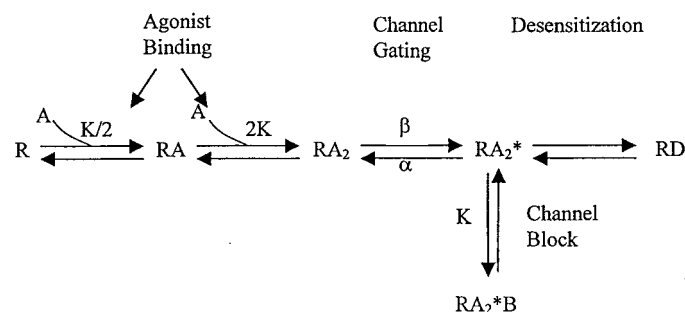 Agonist
Binding
Channel
Gating
Desensitization
A
K/2
A
2K
β
R
RA
RA₂
RA₂*
RD
α
K
Channel
Block
RA₂*B